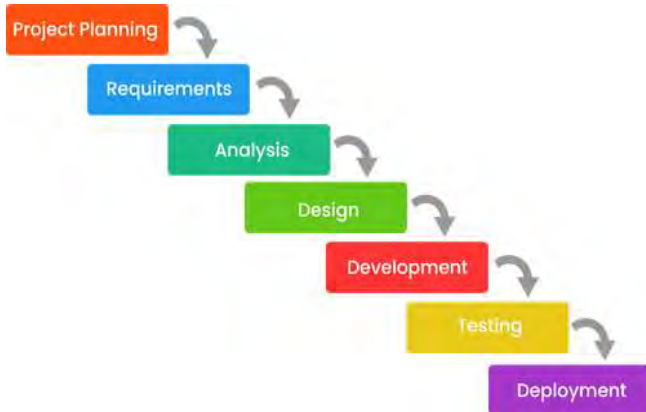 Project Planning
Requirements
Analysis
Design
Development
Testing
Deployment